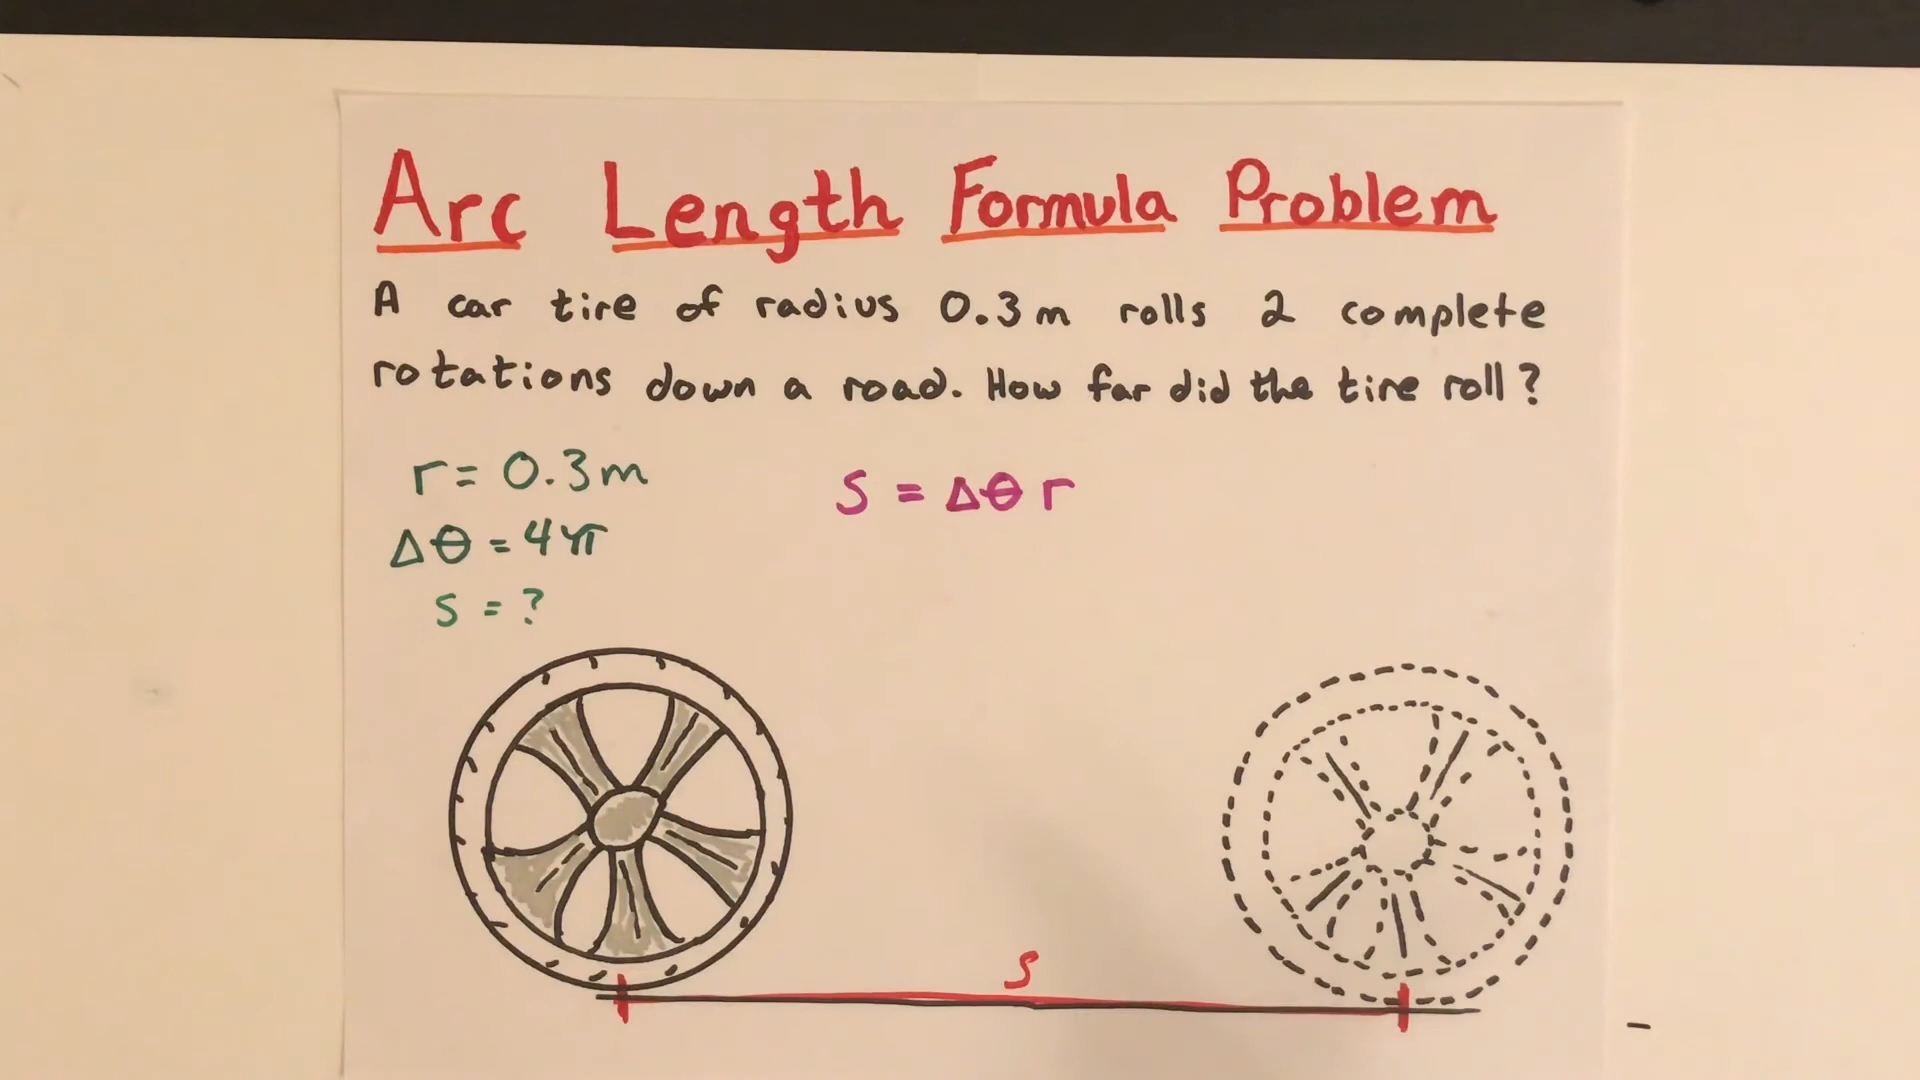 Arc Length Formula Problem
A car tire of radius 0.3m rolls 2 complete
rotations down a road. How far did the tire roll?
r = 0.3m
Δθ = 4π
S = ?
S = Δθ r
S